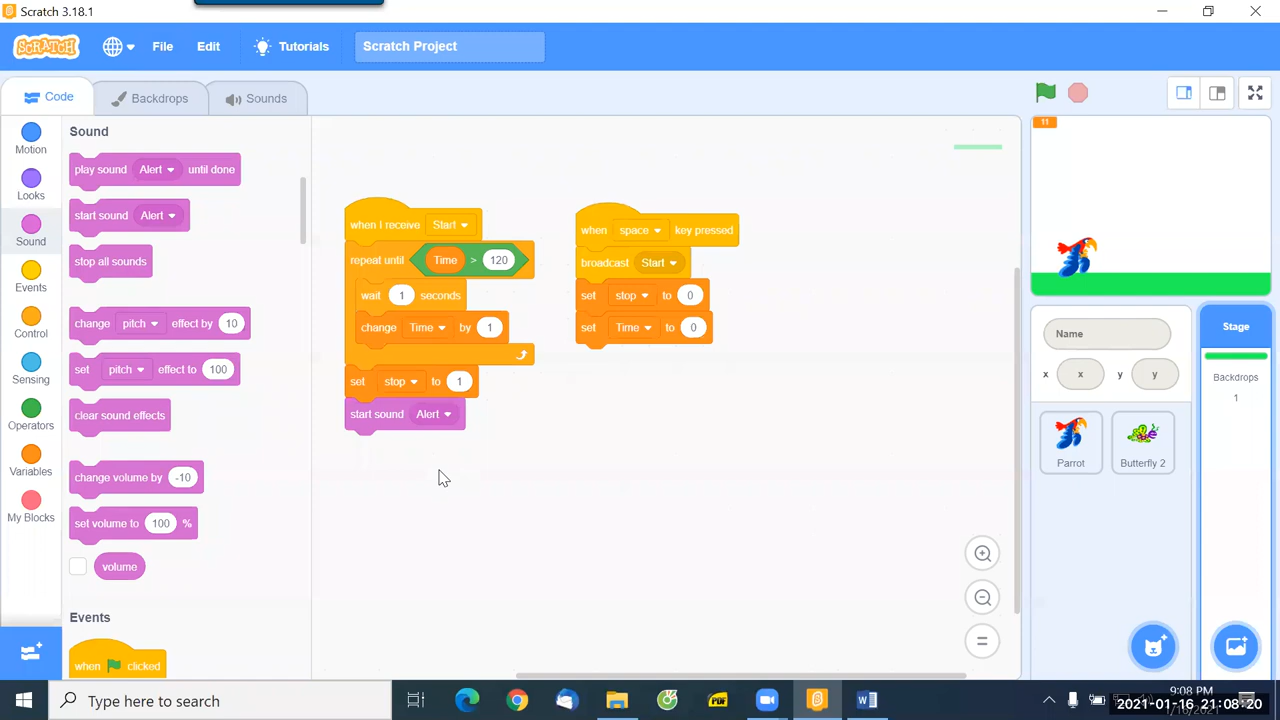 Scratch 3.18.1
SCRATCH File Edit Tutorials Scratch Project
Code Backdrops Sounds
Motion
Looks
Sound
Events
Control
Sensing
Operators
Variables
My Blocks
Sound
play sound Alert until done
start sound Alert
stop all sounds
change pitch effect by 10
set pitch effect to 100
clear sound effects
change volume by -10
set volume to 100 %
volume
Events
when clicked
when I receive Start
repeat until Time > 120
wait 1 seconds
change Time by 1
set stop to 1
start sound Alert
when space key pressed
broadcast Start
set stop to 0
set Time to 0
11
Name
x x y y
Parrot
Butterfly 2
Stage
Backdrops
1
Type here to search
PDF
9:08 PM
2021-01-16 21:08:20